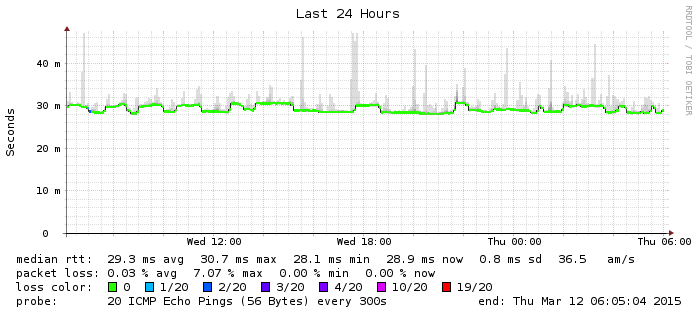 Last 24 Hours
RRDTOOL / TOBI OETIKER
Seconds
40 m
30 m
20 m
10 m
0
Wed 12:00 Wed 18:00 Thu 00:00 Thu 06:00
median rtt: 29.3 ms avg 30.7 ms max 28.1 ms min 28.9 ms now 0.8 ms sd 36.5 am/s
packet loss: 0.03 % avg 7.07 % max 0.00 % min 0.00 % now
loss color: 0 1/20 2/20 3/20 4/20 10/20 19/20
probe: 20 ICMP Echo Pings (56 Bytes) every 300s end: Thu Mar 12 06:05:04 2015